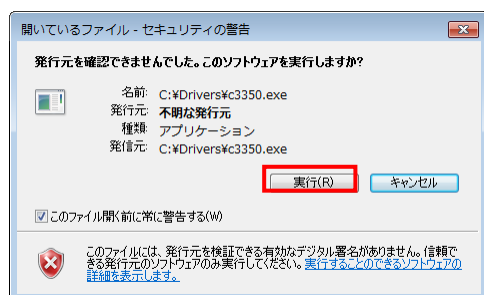 開いているファイル - セキュリティの警告
発行元を確認できませんでした。このソフトウェアを実行しますか?
名前: C:¥Drivers¥c3350.exe
発行元: 不明な発行元
種類: アプリケーション
発信元: C:¥Drivers¥c3350.exe
実行(R) キャンセル
このファイル開く前に常に警告する(W)
このファイルには、発行元を検証できる有効なデジタル署名がありません。信頼で
きる発行元のソフトウェアのみ実行してください。実行することのできるソフトウェアの
詳細を表示します。